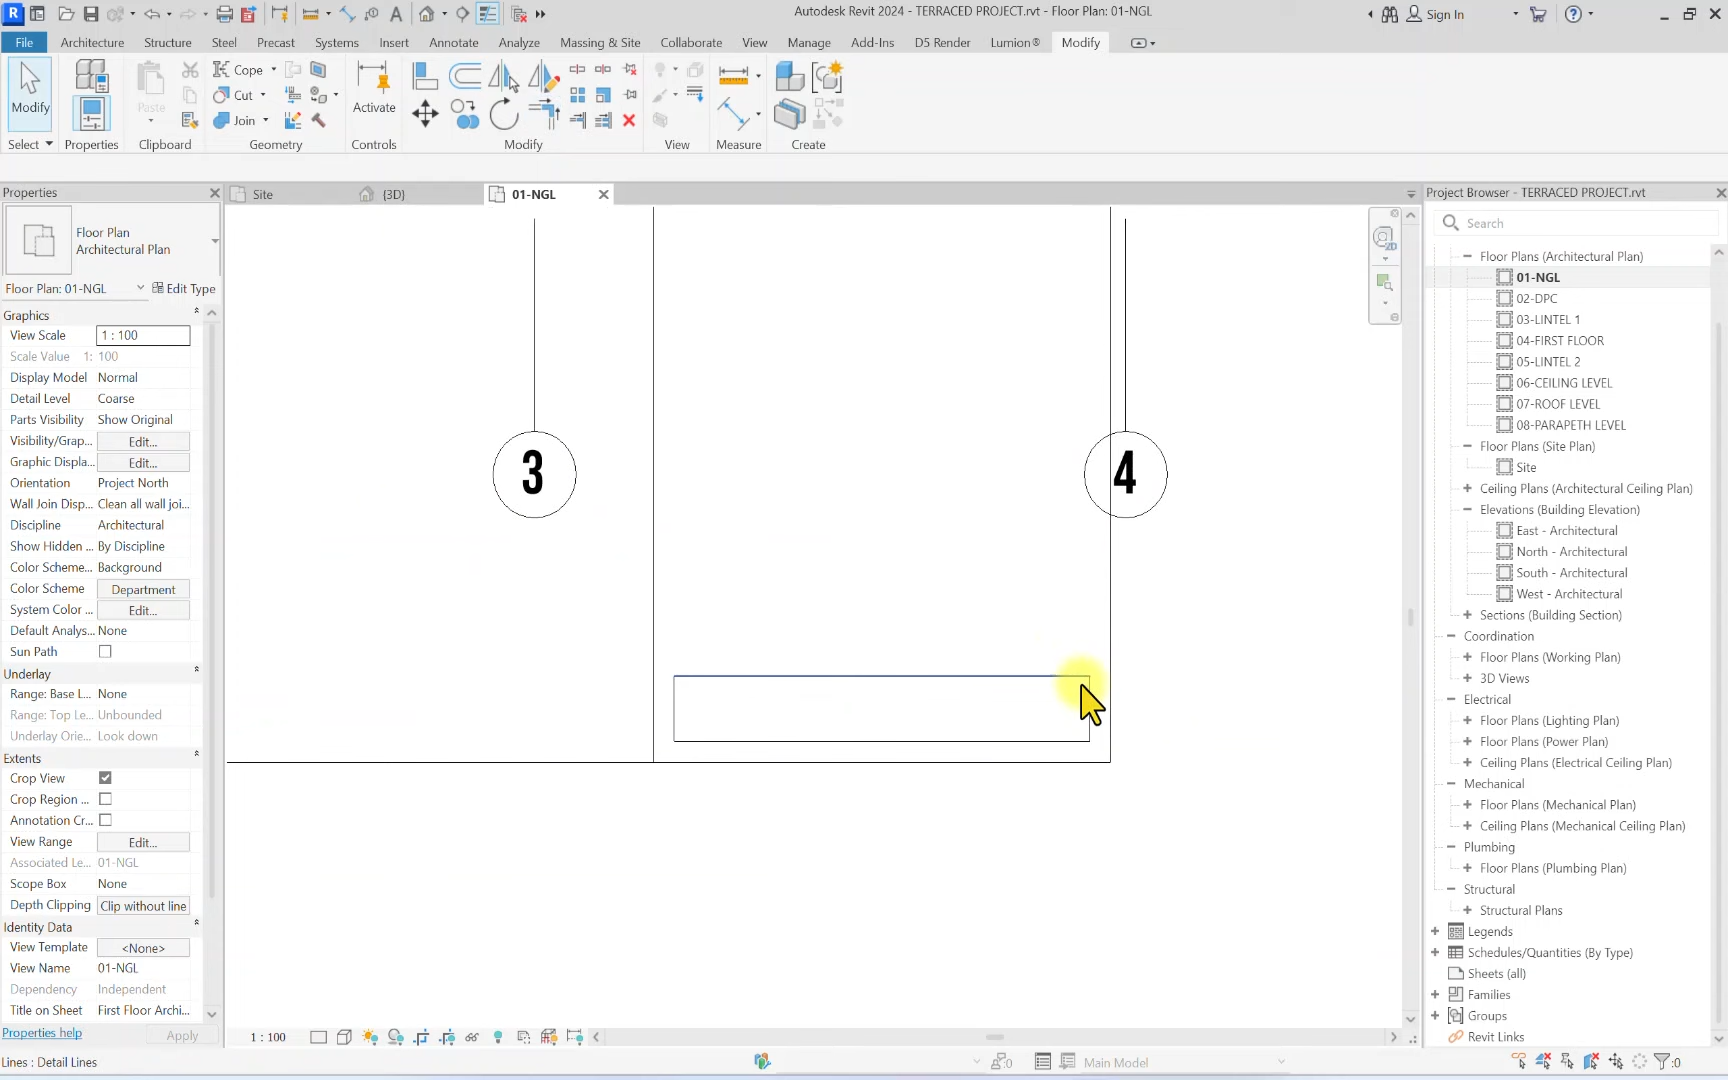 Autodesk Revit 2024 - TERRACED PROJECT.rvt - Floor Plan: 01-NGL
Sign In
File Architecture Structure Steel Precast Systems Insert Annotate Analyze Massing & Site Collaborate View Manage Add-Ins D5 Render Lumion® Modify
Modify
Paste
Cope
Cut
Join
Activate
Select Properties Clipboard Geometry Controls Modify View Measure Create
Properties
Site
{3D}
01-NGL
Project Browser - TERRACED PROJECT.rvt
Search
Floor Plan
Architectural Plan
Floor Plan: 01-NGL
Edit Type
Graphics
View Scale 1 : 100
Scale Value 1: 100
Display Model Normal
Detail Level Coarse
Parts Visibility Show Original
Visibility/Grap... Edit...
Graphic Displa... Edit...
Orientation Project North
Wall Join Disp... Clean all wall joi...
Discipline Architectural
Show Hidden ... By Discipline
Color Scheme... Background
Color Scheme Department
System Color ... Edit...
Default Analys... None
Sun Path
Underlay
Range: Base L... None
Range: Top Le... Unbounded
Underlay Orie... Look down
Extents
Crop View
Crop Region ...
Annotation Cr...
View Range Edit...
Associated Le... 01-NGL
Scope Box None
Depth Clipping Clip without line
Identity Data
View Template <None>
View Name 01-NGL
Dependency Independent
Title on Sheet First Floor Archi...
Properties help
Apply
3
4
Floor Plans (Architectural Plan)
01-NGL
02-DPC
03-LINTEL 1
04-FIRST FLOOR
05-LINTEL 2
06-CEILING LEVEL
07-ROOF LEVEL
08-PARAPETH LEVEL
Floor Plans (Site Plan)
Site
Ceiling Plans (Architectural Ceiling Plan)
Elevations (Building Elevation)
East - Architectural
North - Architectural
South - Architectural
West - Architectural
Sections (Building Section)
Coordination
Floor Plans (Working Plan)
3D Views
Electrical
Floor Plans (Lighting Plan)
Floor Plans (Power Plan)
Ceiling Plans (Electrical Ceiling Plan)
Mechanical
Floor Plans (Mechanical Plan)
Ceiling Plans (Mechanical Ceiling Plan)
Plumbing
Floor Plans (Plumbing Plan)
Structural
Structural Plans
Legends
Schedules/Quantities (By Type)
Sheets (all)
Families
Groups
Revit Links
1 : 100
Lines : Detail Lines
:0
Main Model
:0